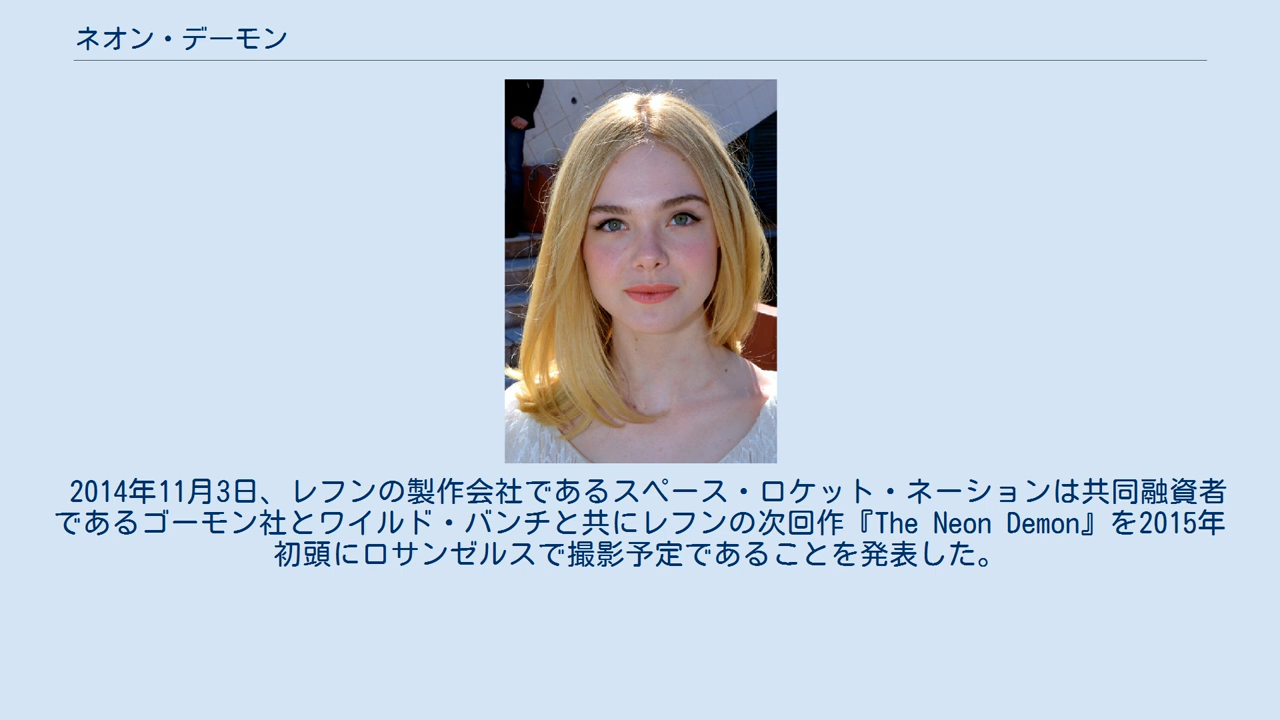 ネオン・デーモン
2014年11月3日、レフンの製作会社であるスペース・ロケット・ネーションは共同融資者
であるゴーモン社とワイルド・バンチと共にレフンの次回作『The Neon Demon』を2015年
初頭にロサンゼルスで撮影予定であることを発表した。